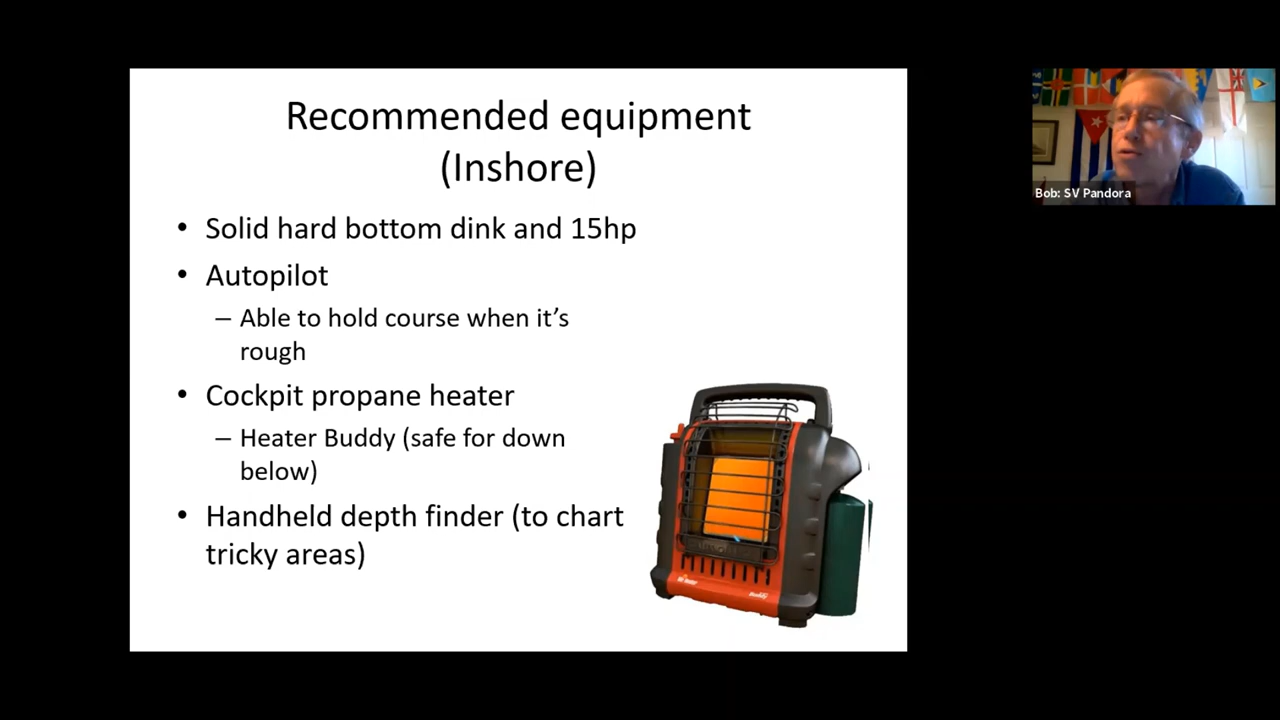 Recommended equipment
(Inshore)
• Solid hard bottom dink and 15hp
• Autopilot
– Able to hold course when it’s
rough
• Cockpit propane heater
– Heater Buddy (safe for down
below)
• Handheld depth finder (to chart
tricky areas)
Buddy
Bob: SV Pandora